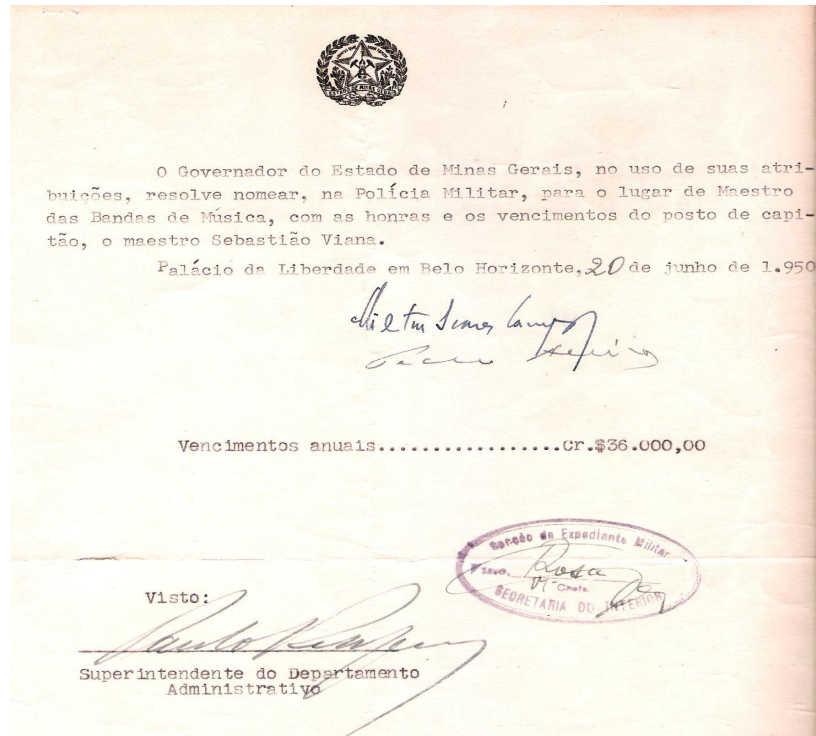 O Governador do Estado de Minas Gerais, no uso de suas atri-
buições, resolve nomear, na Polícia Militar, para o lugar de Maestro
das Bandas de Música, com as honras e os vencimentos do posto de capi-
tão, o maestro Sebastião Viana.
Palácio da Liberdade em Belo Horizonte, 20 de junho de 1.950
Milton Soares Campos
Vencimentos anuais..................Cr.$36.000,00
Secção de Expediente Militar
Visto,
Rosa
Chefe
SECRETARIA DO INTERIOR
Visto:
Paulo
Superintendente do Departamento
Administrativo